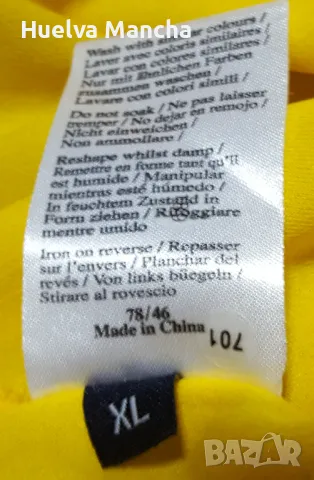 Huelva Mancha
Wash with similar colours /
Laver avec coloris similaires /
Lavar con colores similares /
Nur mit Ähnlichen Farben
zusammen waschen /
Lavare con colori simili /
Do not soak / Ne pas laisser
tremper / No dejar en remojo /
Nicht einweichen /
Non ammollare /
Reshape whilst damp /
Remettre en forme tant qu'il
est humide / Manipular
mientras esté húmedo /
In feuchtem Zustand in
Form ziehen / Rimaggiare
mentre umido
Iron on reverse / Repasser
sur l'envers / Planchar del
revés / Von links bügeln /
Stirare al rovescio
78/46
Made in China
701
XL
BAZAR